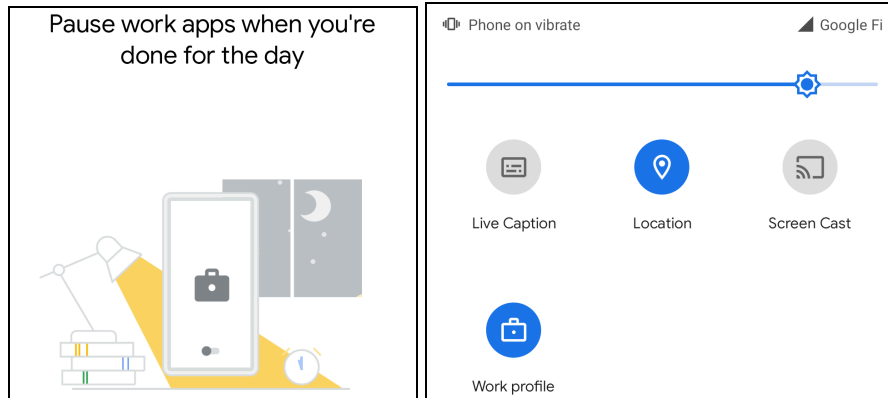 Pause work apps when you're
done for the day
Phone on vibrate
Google Fi
Live Caption
Location
Screen Cast
Work profile